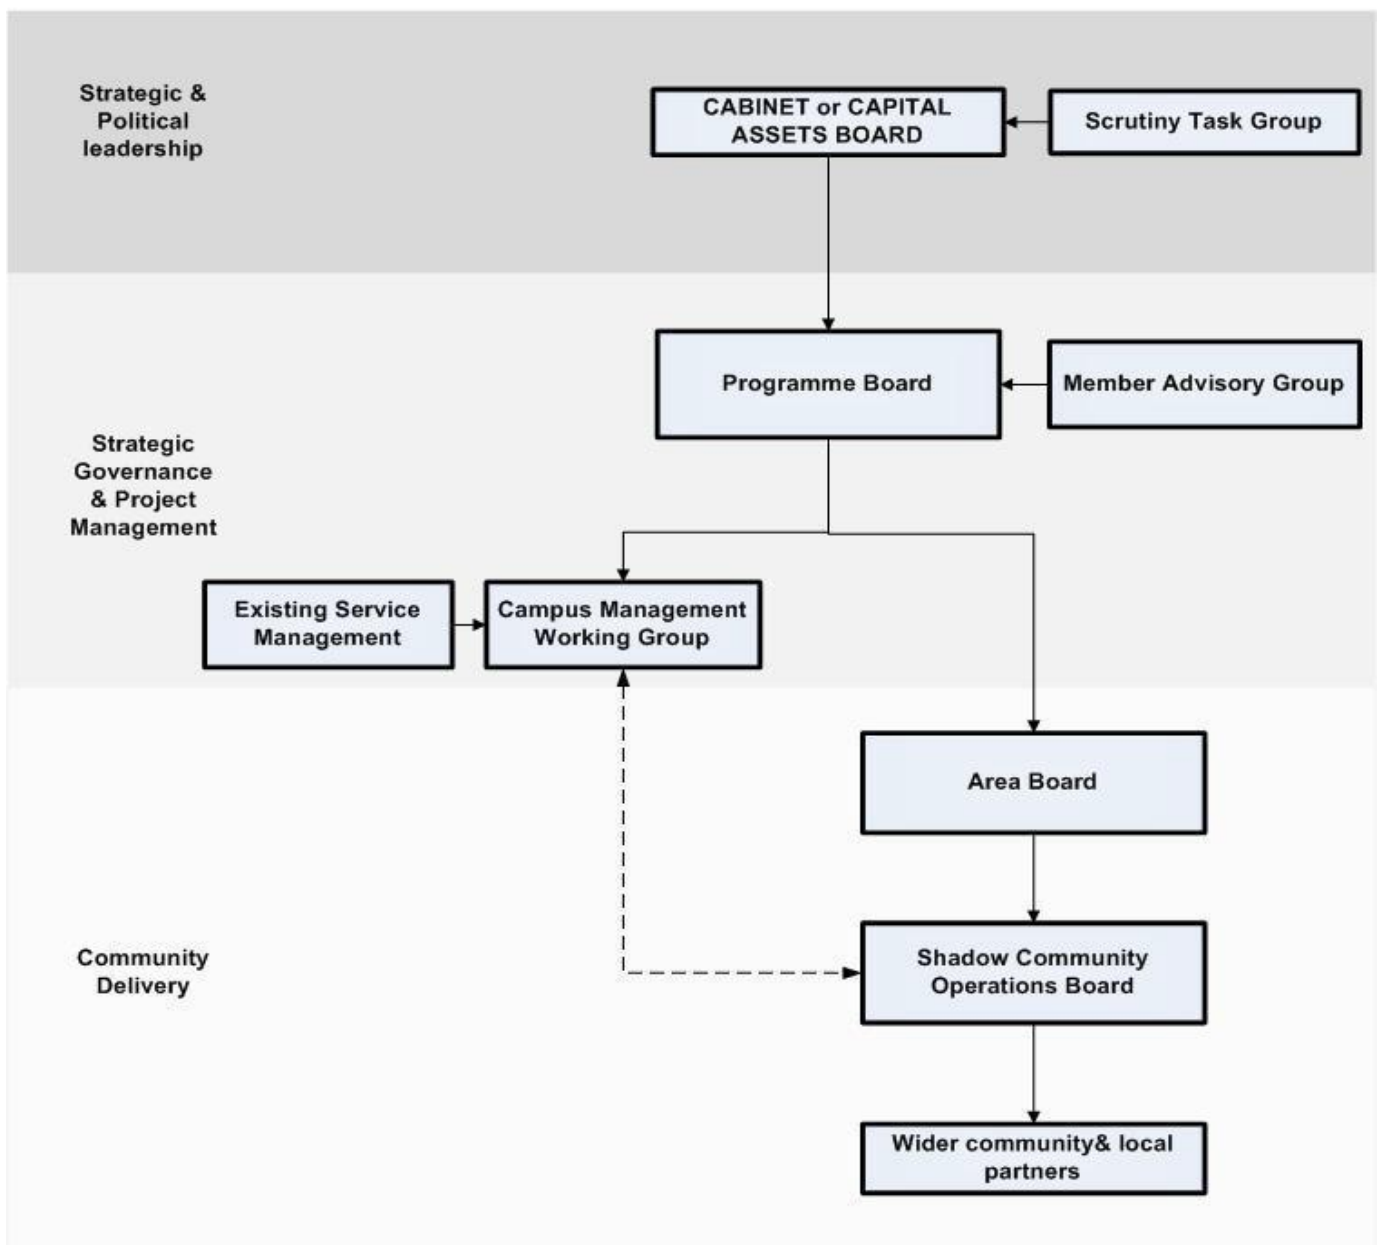 Strategic &
Political
leadership
CABINET or CAPITAL
ASSETS BOARD
Scrutiny Task Group
Programme Board
Member Advisory Group
Strategic
Governance
& Project
Management
Existing Service
Management
Campus Management
Working Group
Area Board
Community
Delivery
Shadow Community
Operations Board
Wider community& local
partners